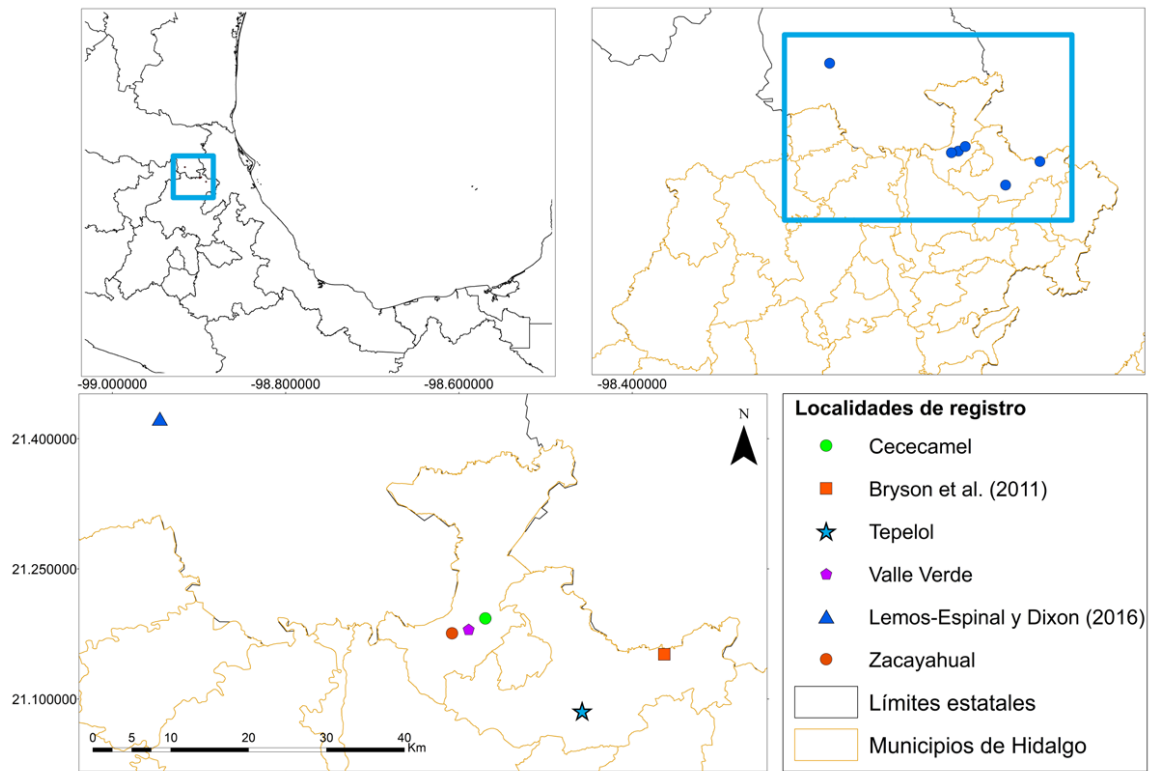 -99.000000
-98.800000
-98.600000
-98.400000
21.400000
21.250000
21.100000
N
0 5 10 20 30 40
Km
Localidades de registro
Cececamel
Bryson et al. (2011)
Tepelol
Valle Verde
Lemos-Espinal y Dixon (2016)
Zacayahual
Límites estatales
Municipios de Hidalgo